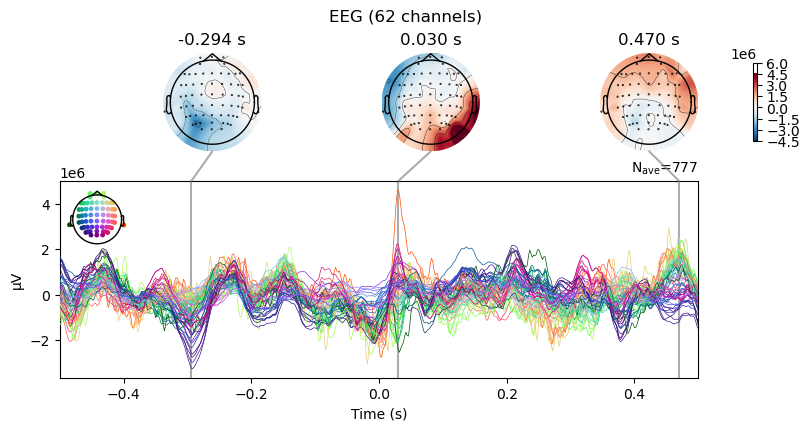 EEG (62 channels)
-0.294 s
0.030 s
0.470 s
1e6
6.0
4.5
3.0
1.5
0.0
−1.5
−3.0
−4.5
Nave=777
1e6
4
2
0
−2
µV
−0.4
−0.2
0.0
0.2
0.4
Time (s)